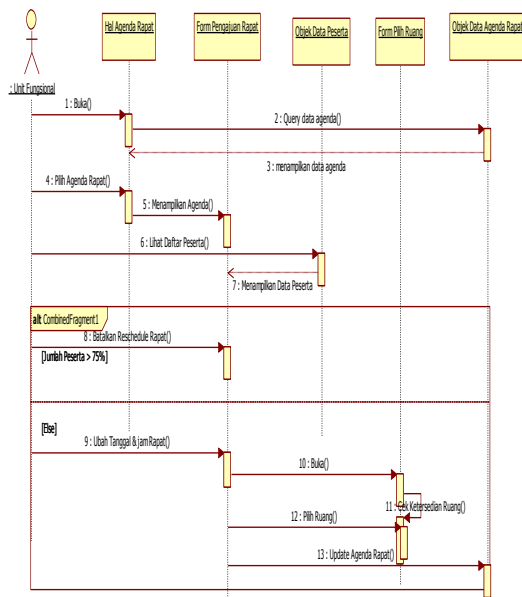 Hal Agenda Rapat
Form Pengajuan Rapat
Objek Data Peserta
Form Pilih Ruang
Objek Data Agenda Rapat
: Unit Fungsional
1 : Buka()
2 : Query data agenda()
3 : menampilkan data agenda
4 : Pilih Agenda Rapat()
5 : Menampilkan Agenda()
6 : Lihat Daftar Peserta()
7 : Menampilkan Data Peserta
alt CombinedFragment1
8 : Batalkan Reschedule Rapat()
[Jumlah Peserta > 75%]
[Else]
9 : Ubah Tanggal & jam Rapat()
10 : Buka()
11 : Cek Ketersedian Ruang()
12 : Pilih Ruang()
13 : Update Agenda Rapat()